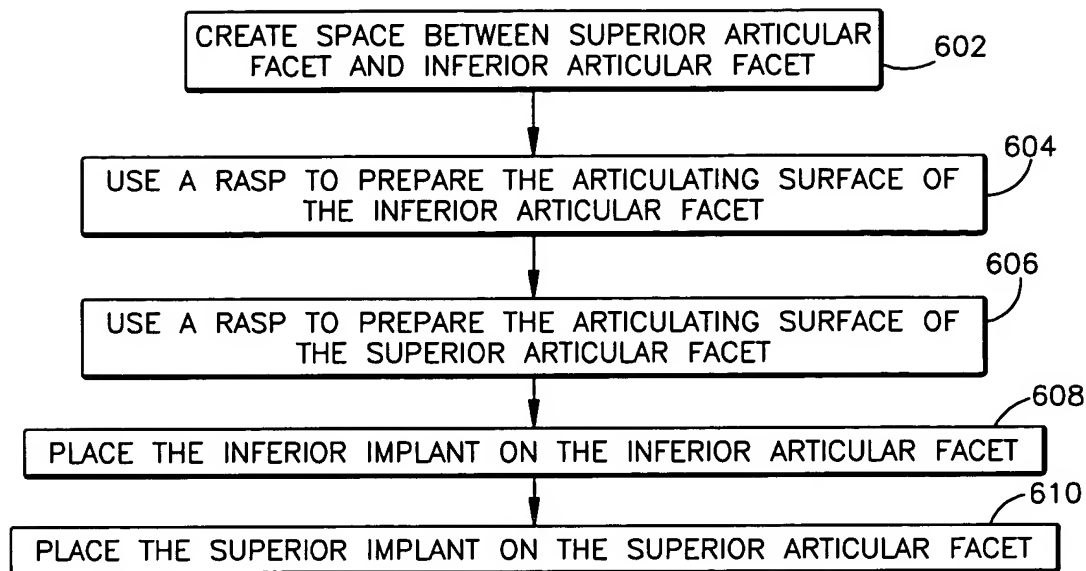 CREATE SPACE BETWEEN SUPERIOR ARTICULAR
FACET AND INFERIOR ARTICULAR FACET
602
604
USE A RASP TO PREPARE THE ARTICULATING SURFACE OF
THE INFERIOR ARTICULAR FACET
606
USE A RASP TO PREPARE THE ARTICULATING SURFACE OF
THE SUPERIOR ARTICULAR FACET
608
PLACE THE INFERIOR IMPLANT ON THE INFERIOR ARTICULAR FACET
610
PLACE THE SUPERIOR IMPLANT ON THE SUPERIOR ARTICULAR FACET